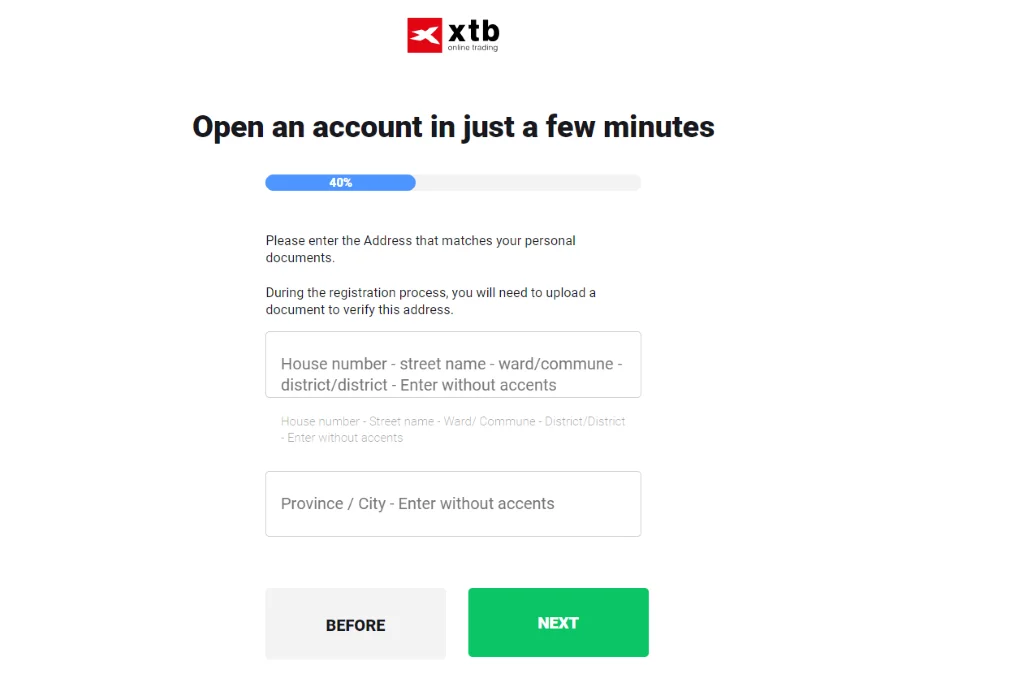 xtb
online trading
Open an account in just a few minutes
40%
Please enter the Address that matches your personal
documents.
During the registration process, you will need to upload a
document to verify this address.
House number - street name - ward/commune -
district/district - Enter without accents
House number - Street name - Ward/ Commune - District/District
- Enter without accents
Province / City - Enter without accents
BEFORE
NEXT